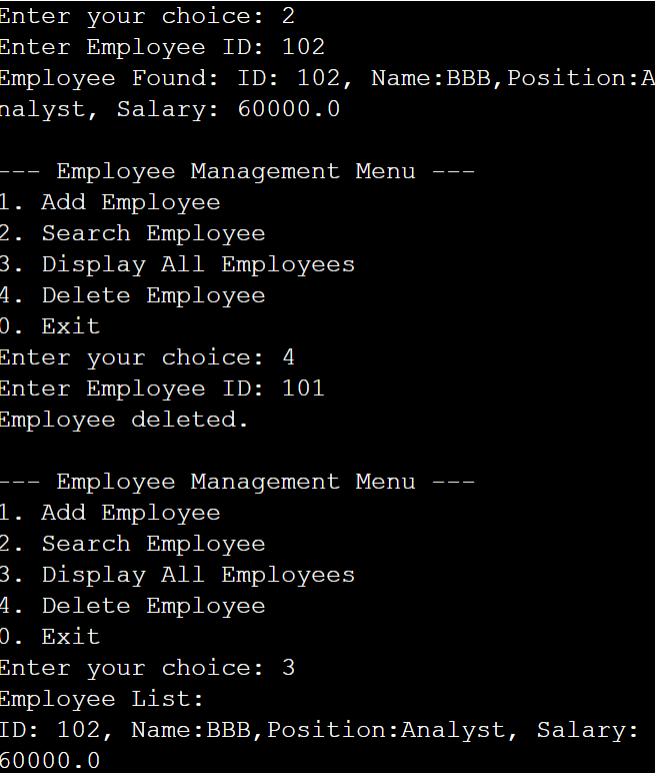 Enter your choice: 2
Enter Employee ID: 102
Employee Found: ID: 102, Name:BBB,Position:A
nalyst, Salary: 60000.0
--- Employee Management Menu ---
1. Add Employee
2. Search Employee
3. Display All Employees
4. Delete Employee
0. Exit
Enter your choice: 4
Enter Employee ID: 101
Employee deleted.
--- Employee Management Menu ---
1. Add Employee
2. Search Employee
3. Display All Employees
4. Delete Employee
0. Exit
Enter your choice: 3
Employee List:
ID: 102, Name:BBB,Position:Analyst, Salary:
60000.0